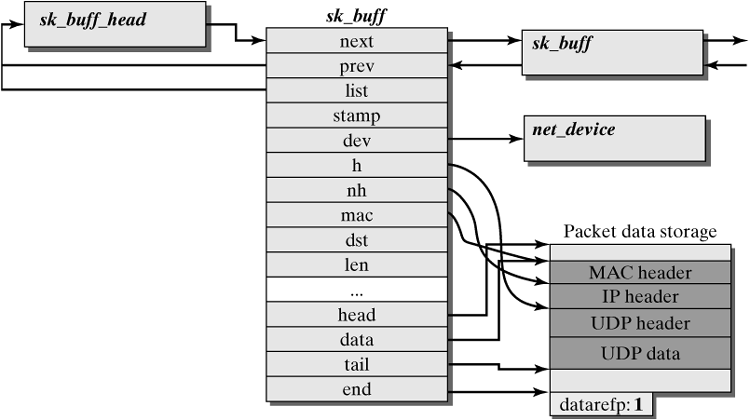 sk_buff_head
sk_buff
next
prev
list
stamp
dev
h
nh
mac
dst
len
...
head
data
tail
end
sk_buff
net_device
Packet data storage
MAC header
IP header
UDP header
UDP data
datarefp: 1